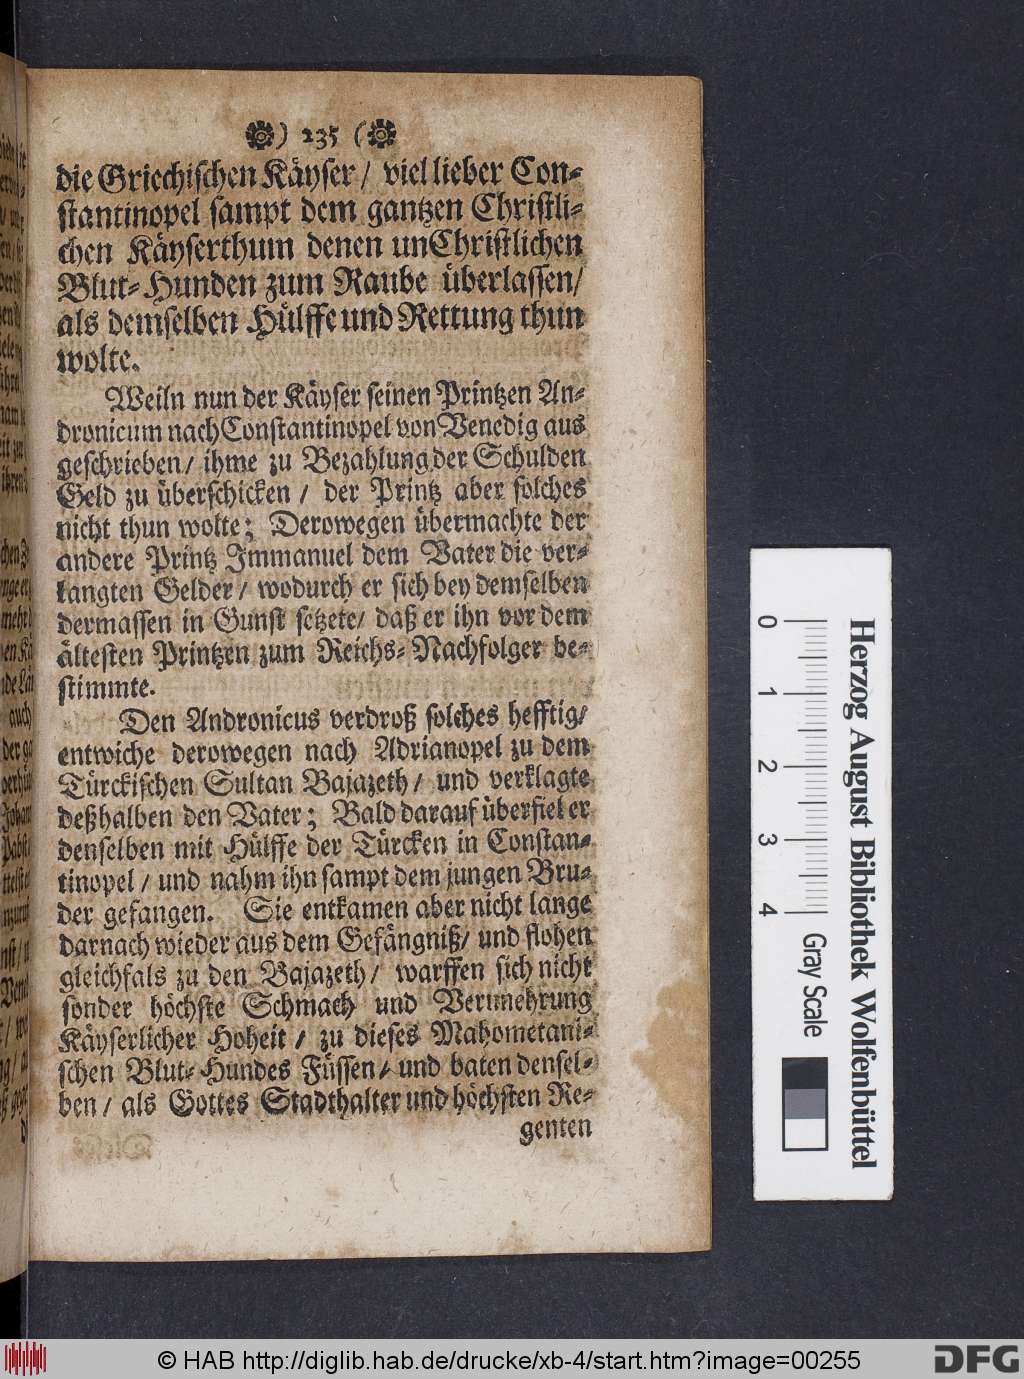 ) 235 (
die Griechischen Käyser / viel lieber Con-
stantinopel sampt dem gantzen Christli-
chen Käyserthum denen unChristlichen
Blut-Hunden zum Raube überlassen /
als demselben Hülffe und Rettung thun
wolte.
Weiln nun der Käyser seinen Printzen An-
dronicum nach Constantinopel von Venedig aus
geschrieben / ihme zu Bezahlung der Schulden
Geld zu überschicken / der Printz aber solches
nicht thun wolte; Derowegen übermachte der
andere Printz Immanuel dem Vater die ver-
langten Gelder / wodurch er sich bey demselben
dermassen in Gunst setzete / daß er ihn vor dem
ältesten Printzen zum Reichs-Nachfolger be-
stimmte.
Den Andronicus verdroß solches hefftig /
entwiche derowegen nach Adrianopel zu dem
Türckischen Sultan Bajazeth / und verklagte
deßhalben den Vater; Bald darauf überfiel er
denselben mit Hülffe der Türcken in Constan-
tinopel / und nahm ihn sampt dem jungen Bru-
der gefangen. Sie entkamen aber nicht lange
darnach wieder aus dem Gefängniß / und flohen
gleichfals zu den Bajazeth / warffen sich nicht
sonder höchste Schmach und Verunehrung
Käyserlicher Hoheit / zu dieses Mahometani-
schen Blut-Hundes Füssen / und baten densel-
ben / als Gottes Stadthalter und höchsten Re-
genten
Herzog August Bibliothek Wolfenbüttel
0 1 2 3 4 Gray Scale
© HAB http://diglib.hab.de/drucke/xb-4/start.htm?image=00255
DFG